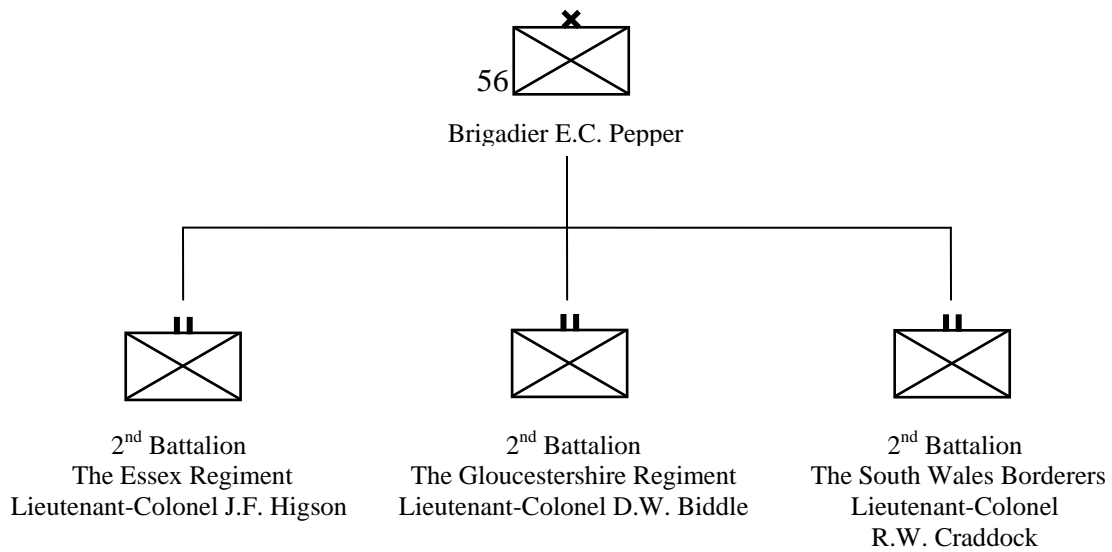 56
Brigadier E.C. Pepper
2nd Battalion
The Essex Regiment
Lieutenant-Colonel J.F. Higson
2nd Battalion
The Gloucestershire Regiment
Lieutenant-Colonel D.W. Biddle
2nd Battalion
The South Wales Borderers
Lieutenant-Colonel
R.W. Craddock